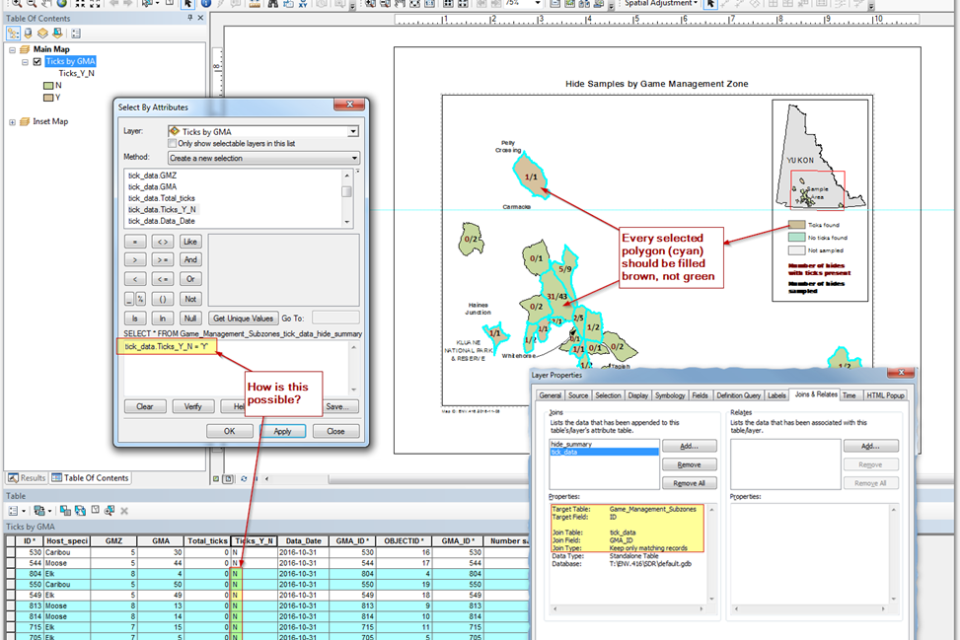 75%
Spatial Adjustment
Table Of Contents
Main Map
Ticks by GMA
Ticks_Y_N
N
Y
Inset Map
Results
Table Of Contents
Select By Attributes
Layer:
Ticks by GMA
Only show selectable layers in this list
Method:
Create a new selection
tick_data.GMZ
tick_data.GMA
tick_data.Total_ticks
tick_data.Ticks_Y_N
tick_data.Data_Date
= < > Like
> > = And
< < = Or
_ % ( ) Not
Is In Null Get Unique Values Go To:
SELECT * FROM Game_Management_Subzones_tick_data_hide_summary
tick_data.Ticks_Y_N = 'Y'
Clear Verify Save...
OK Apply Close
How is this
possible?
1 2 3 4 5 6 7 8 9 10
Hide Samples by Game Management Zone
Pelly
Crossing
1/1
Carmacks
0/2
0/1
5/9
31/43
0/2
Haines
Junction
1/1
KLUANE
NATIONAL PARK
& RESERVE
Whitehorse
1/2
0/1
0/2
1/2
Every selected
polygon (cyan)
should be filled
brown, not green
YUKON
Sample
Area
Ticks found
No ticks found
Not sampled
Number of hides
with ticks present
Number of hides
sampled
Layer Properties
General Source Selection Display Symbology Fields Definition Query Labels Joins & Relates Time HTML Popup
Joins
Lists the data that has been appended to this
table's/layer's attribute table.
hide_summary
tick_data
Add...
Remove
Remove All
Properties:
Target Table: Game_Management_Subzones
Target Field: ID
Join Table: tick_data
Join Field: GMA_ID
Join Type: Keep only matching records
Data Type: Standalone Table
Database: T:\ENV.416\SDR\default.gdb
Relates
Lists the data that has been associated with this
table/layer.
Add...
Remove
Remove All
Properties:
Table
Ticks by GMA
ID * Host_speci GMZ GMA Total_ticks Ticks_Y_N Data_Date GMA_ID * OBJECTID * GMA_ID * Number sa
530 Caribou 5 30 0 N 2016-10-31 530 16 530
544 Moose 5 44 0 N 2016-10-31 544 17 544
804 Elk 8 4 0 N 2016-10-31 804 4 804
550 Caribou 5 50 0 N 2016-10-31 550 19 550
549 Elk 5 49 0 N 2016-10-31 549 18 549
813 Moose 8 13 0 N 2016-10-31 813 9 813
814 Moose 8 14 0 N 2016-10-31 814 10 814
715 Elk 7 15 0 N 2016-10-31 715 11 715
705 Elk 7 5 0 N 2016-10-31 705 5 705